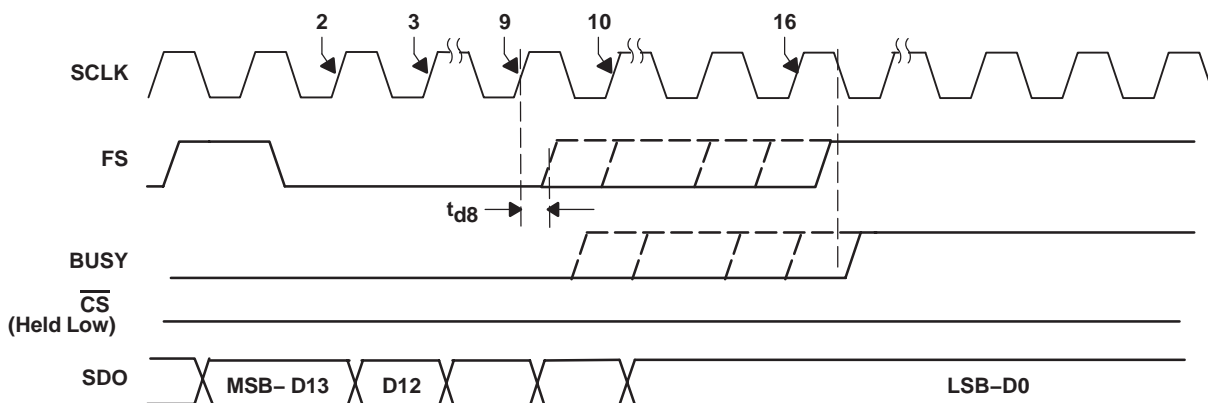 2 3 9 10 16
SCLK
FS
td8
BUSY
CS
(Held Low)
SDO MSB– D13 D12 LSB–D0